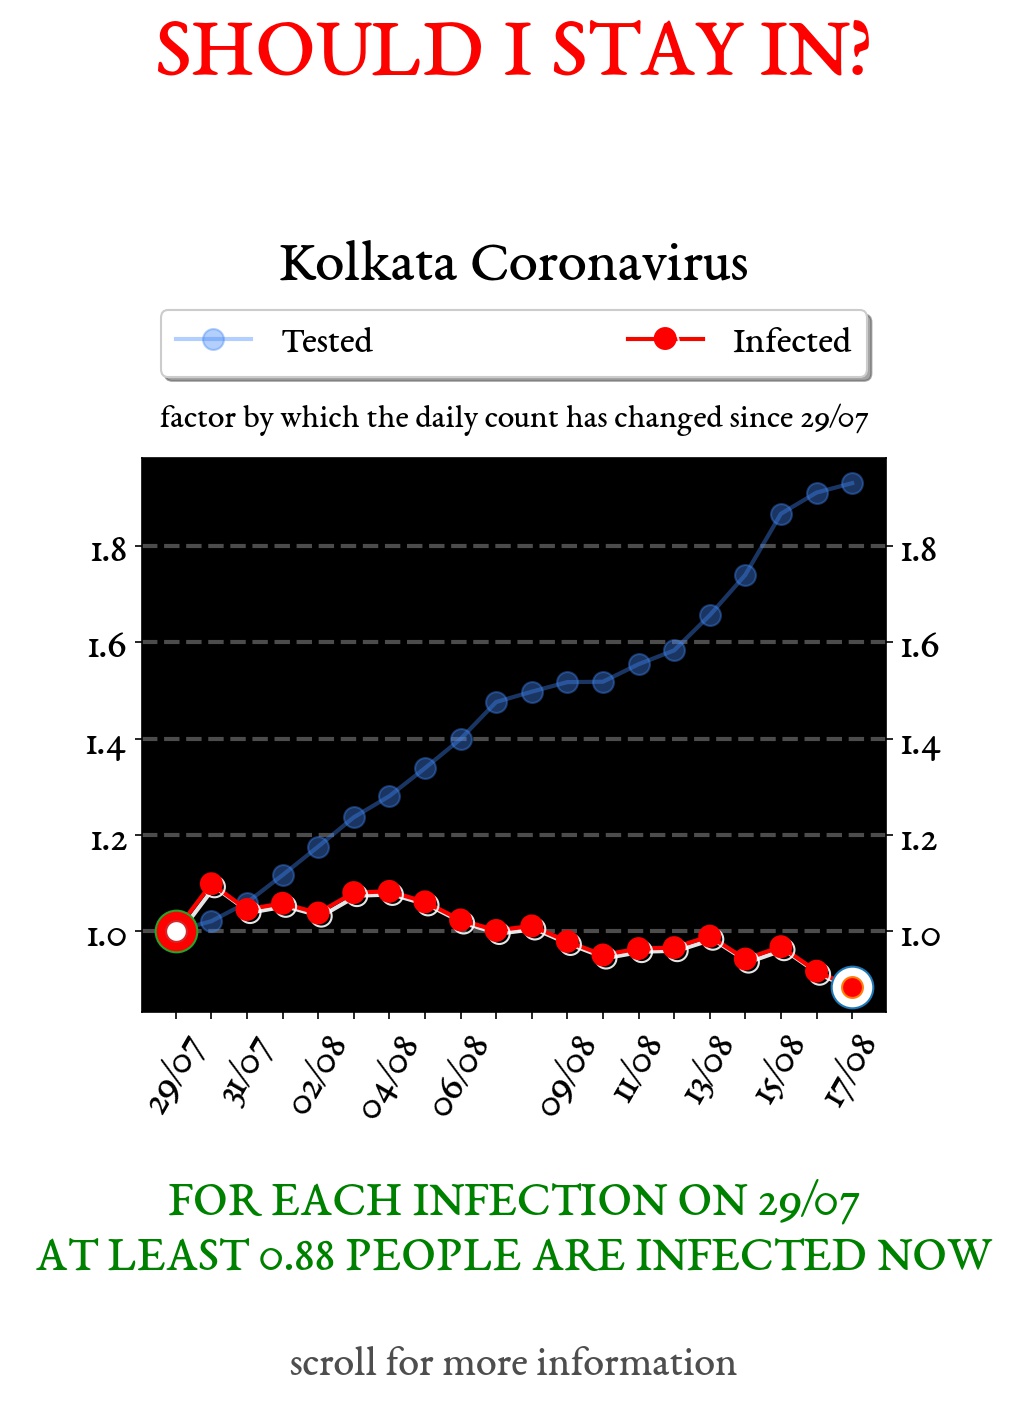 SHOULD I STAY IN?
Kolkata Coronavirus
Tested Infected
factor by which the daily count has changed since 29/07
1.8 1.8
1.6 1.6
1.4 1.4
1.2 1.2
1.0 1.0
29/07 31/07 02/08 04/08 06/08 09/08 11/08 13/08 15/08 17/08
FOR EACH INFECTION ON 29/07
AT LEAST 0.88 PEOPLE ARE INFECTED NOW
scroll for more information